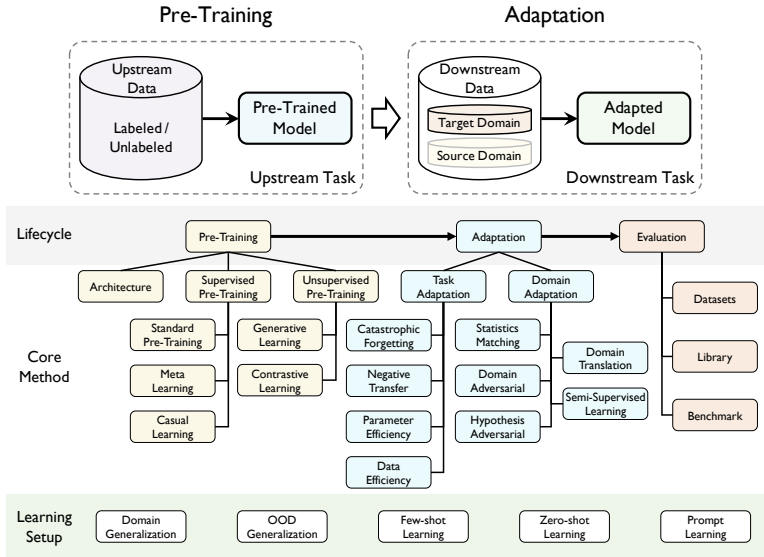 Pre-Training
Adaptation
Upstream
Data
Labeled /
Unlabeled
Pre-Trained
Model
Upstream Task
Downstream
Data
Target Domain
Source Domain
Adapted
Model
Downstream Task
Lifecycle
Pre-Training
Adaptation
Evaluation
Core
Method
Architecture
Supervised
Pre-Training
Unsupervised
Pre-Training
Task
Adaptation
Domain
Adaptation
Datasets
Standard
Pre-Training
Generative
Learning
Catastrophic
Forgetting
Statistics
Matching
Domain
Translation
Library
Meta
Learning
Contrastive
Learning
Negative
Transfer
Domain
Adversarial
Semi-Supervised
Learning
Benchmark
Casual
Learning
Parameter
Efficiency
Hypothesis
Adversarial
Data
Efficiency
Learning
Setup
Domain
Generalization
OOD
Generalization
Few-shot
Learning
Zero-shot
Learning
Prompt
Learning